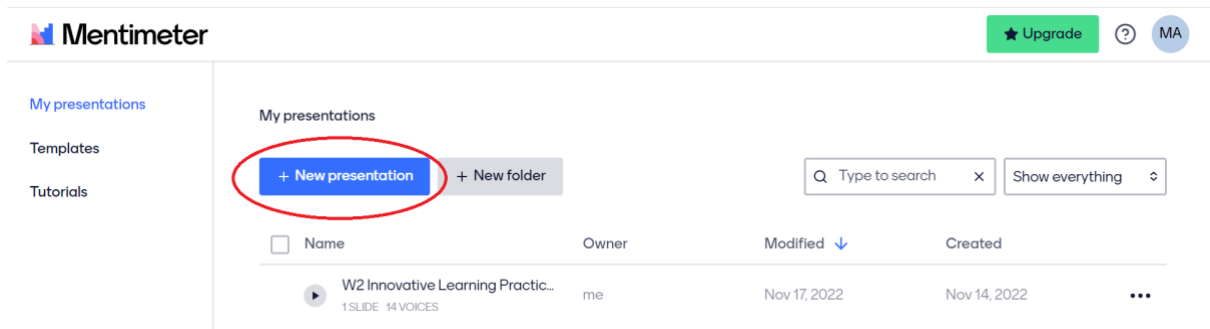 Mentimeter
Upgrade
?
MA
My presentations
Templates
Tutorials
My presentations
+ New presentation
+ New folder
Type to search
Show everything
Name Owner Modified Created
W2 Innovative Learning Practic... me Nov 17, 2022 Nov 14, 2022
1 SLIDE 14 VOICES